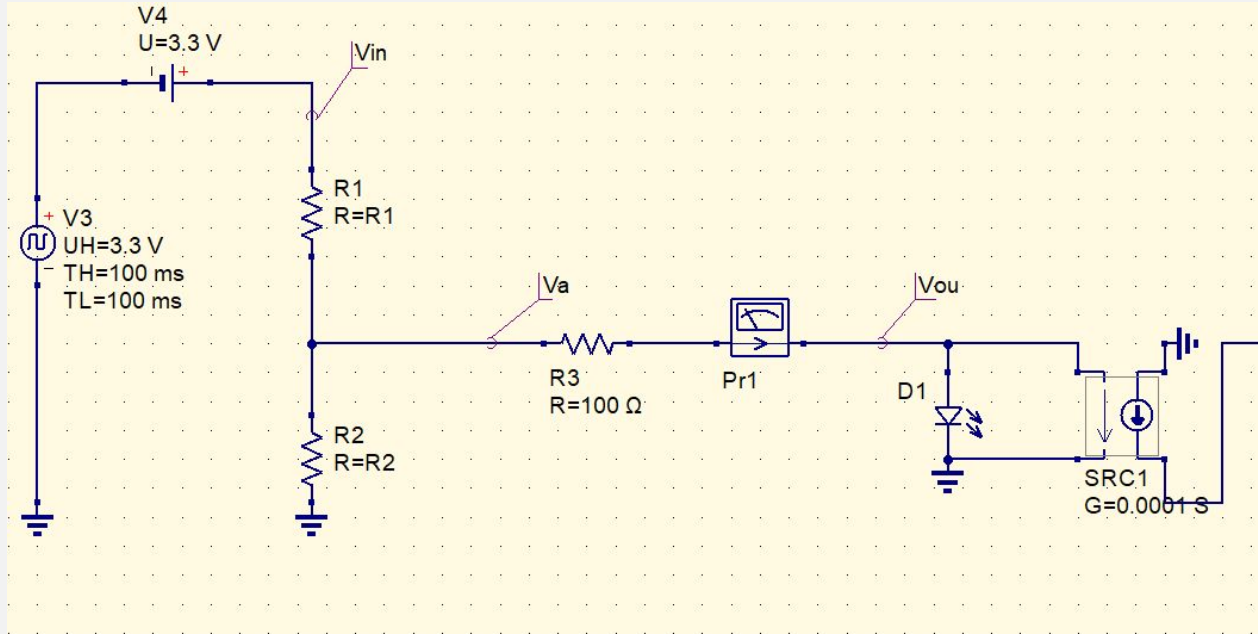 V4
U=3.3 V
Vin
R1
R=R1
V3
UH=3.3 V
TH=100 ms
TL=100 ms
Va
Vou
R3
R=100 Ω
Pr1
D1
R2
R=R2
SRC1
G=0.0001 S